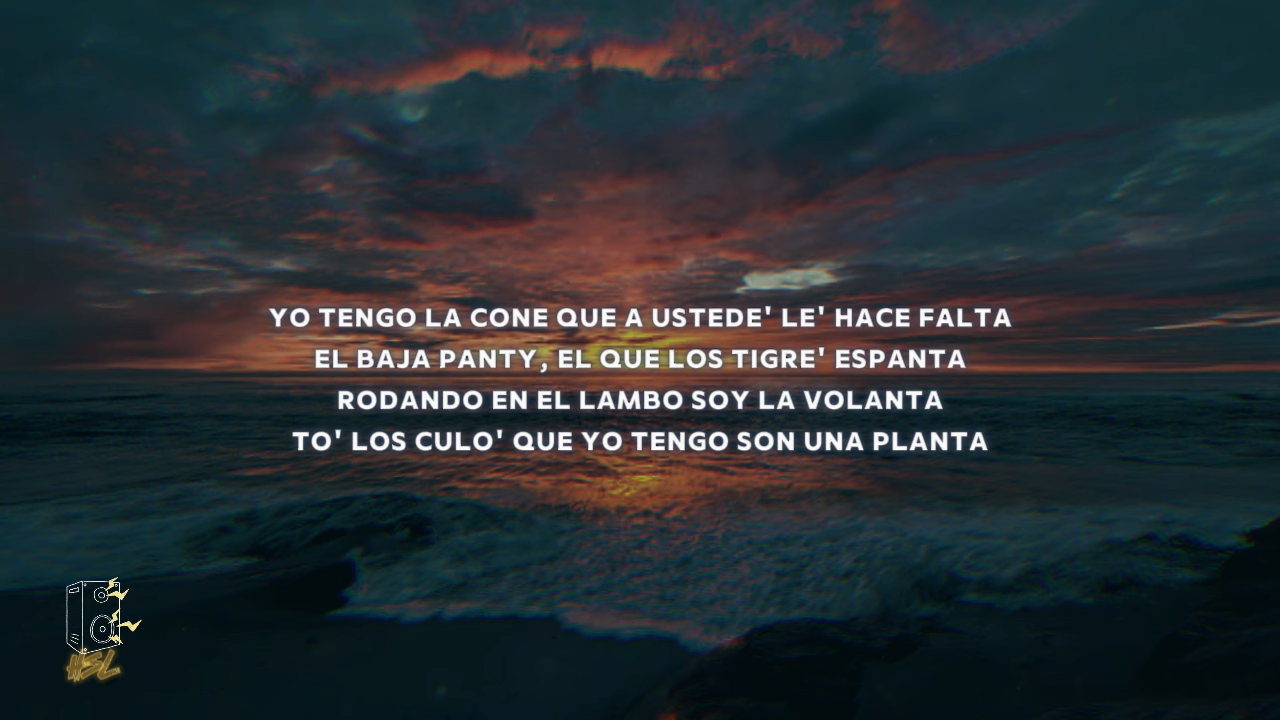 YO TENGO LA CONE QUE A USTEDE' LE' HACE FALTA
EL BAJA PANTY, EL QUE LOS TIGRE' ESPANTA
RODANDO EN EL LAMBO SOY LA VOLANTA
TO' LOS CULO' QUE YO TENGO SON UNA PLANTA
HSL